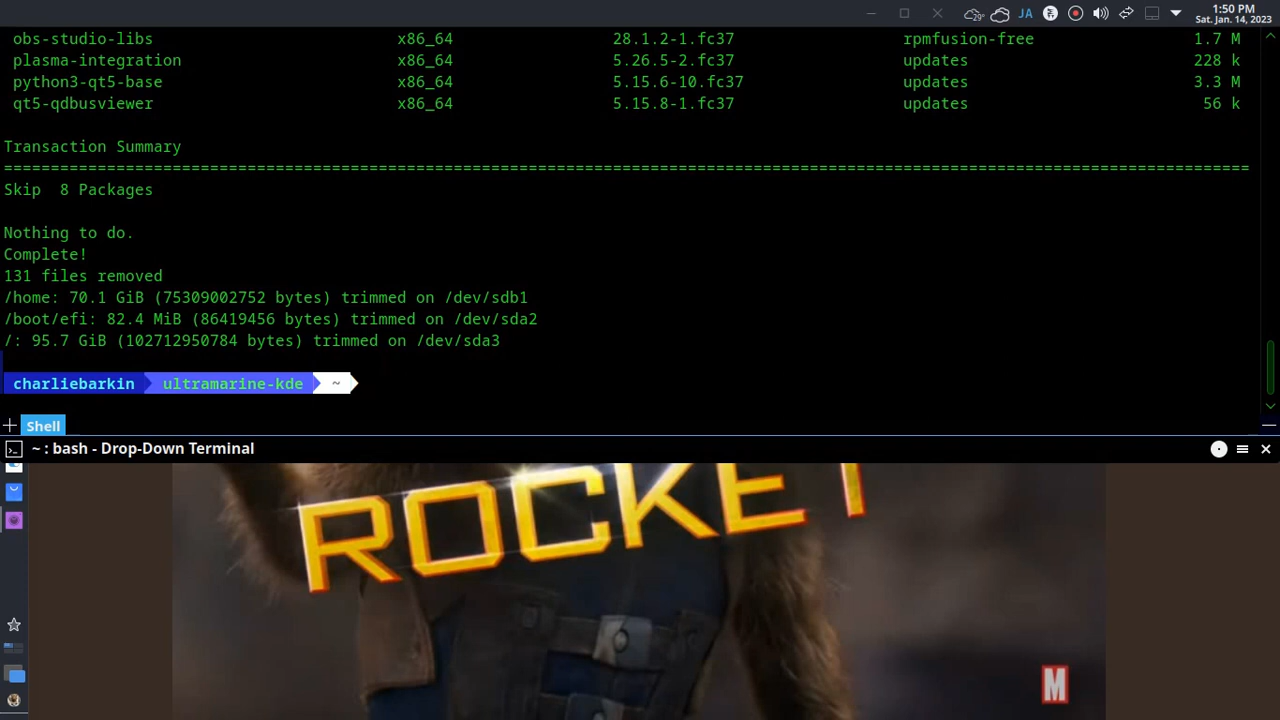 29°
JA
1:50 PM
Sat. Jan. 14, 2023
obs-studio-libs x86_64 28.1.2-1.fc37 rpmfusion-free 1.7 M
plasma-integration x86_64 5.26.5-2.fc37 updates 228 k
python3-qt5-base x86_64 5.15.6-10.fc37 updates 3.3 M
qt5-qdbusviewer x86_64 5.15.8-1.fc37 updates 56 k
Transaction Summary
================================================================================
Skip  8 Packages
Nothing to do.
Complete!
131 files removed
/home: 70.1 GiB (75309002752 bytes) trimmed on /dev/sdb1
/boot/efi: 82.4 MiB (86419456 bytes) trimmed on /dev/sda2
/: 95.7 GiB (102712950784 bytes) trimmed on /dev/sda3
charliebarkin ultramarine-kde ~
Shell
~ : bash - Drop-Down Terminal
ROCKET
M